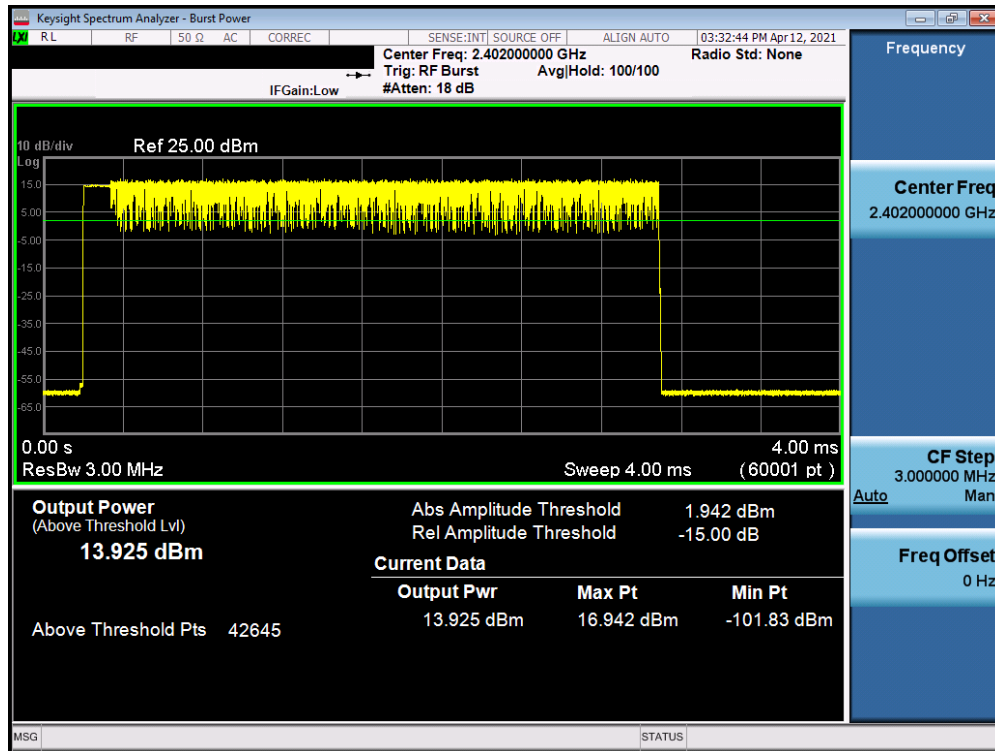 Keysight Spectrum Analyzer - Burst Power
LXI RL RF 50 Ω AC CORREC SENSE:INT SOURCE OFF ALIGN AUTO 03:32:44 PM Apr 12, 2021
Center Freq: 2.402000000 GHz Radio Std: None
Trig: RF Burst Avg|Hold: 100/100
IFGain:Low #Atten: 18 dB
Frequency
10 dB/div Ref 25.00 dBm
Log
15.0
5.00
-5.00
-15.0
-25.0
-35.0
-45.0
-55.0
-65.0
0.00 s 4.00 ms
ResBw 3.00 MHz Sweep 4.00 ms (60001 pt)
Center Freq
2.402000000 GHz
CF Step
3.000000 MHz
Auto Man
Freq Offset
0 Hz
Output Power
(Above Threshold Lvl)
13.925 dBm
Above Threshold Pts 42645
Abs Amplitude Threshold 1.942 dBm
Rel Amplitude Threshold -15.00 dB
Current Data
Output Pwr Max Pt Min Pt
13.925 dBm 16.942 dBm -101.83 dBm
MSG STATUS